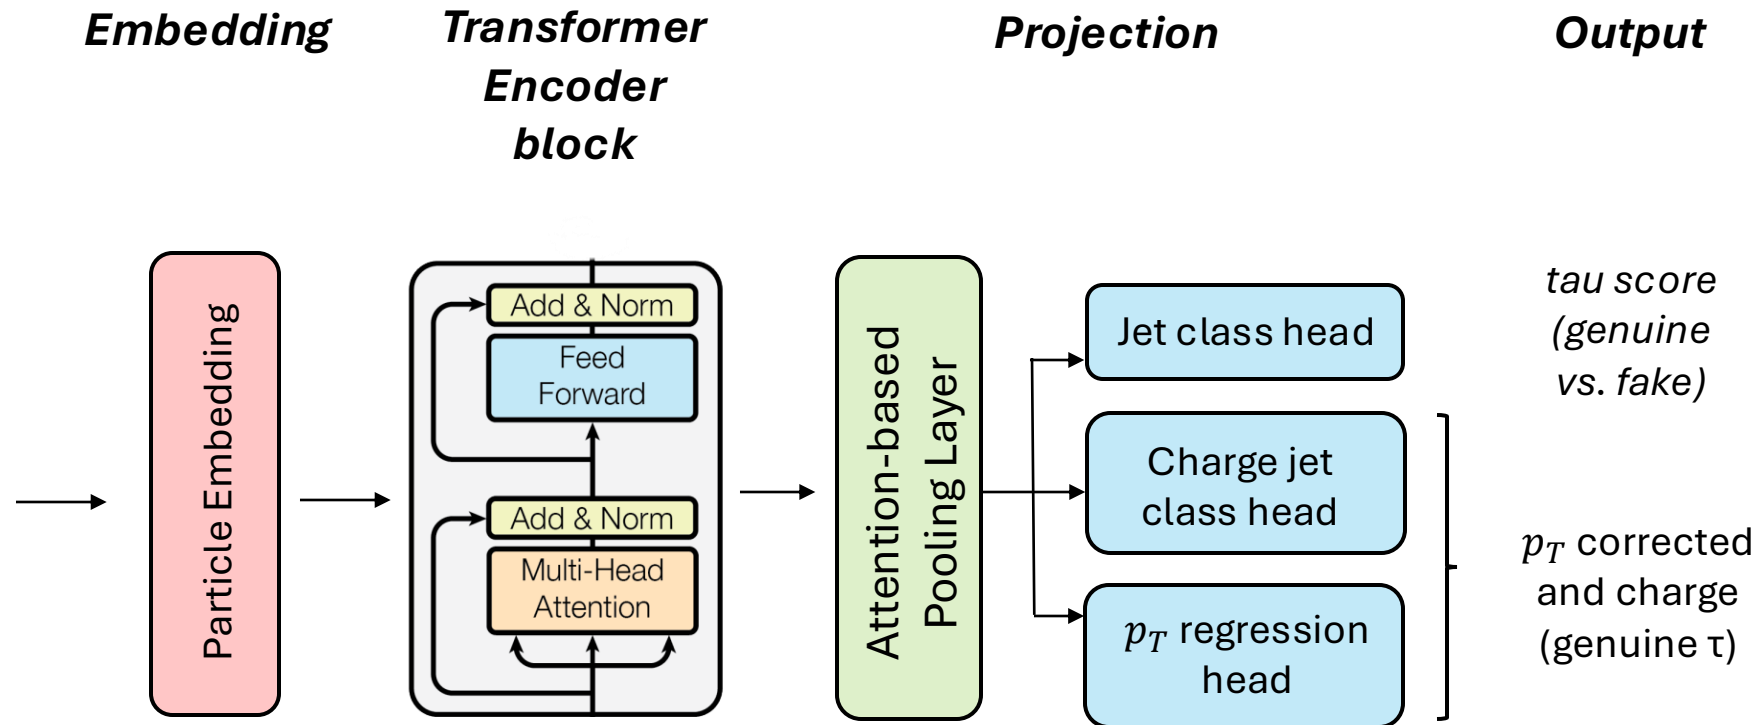 Embedding
Transformer
Encoder
block
Projection
Output
Particle Embedding
Add & Norm
Feed
Forward
Add & Norm
Multi-Head
Attention
Attention-based
Pooling Layer
Jet class head
Charge jet
class head
p_T regression
head
tau score
(genuine
vs. fake)
p_T corrected
and charge
(genuine τ)